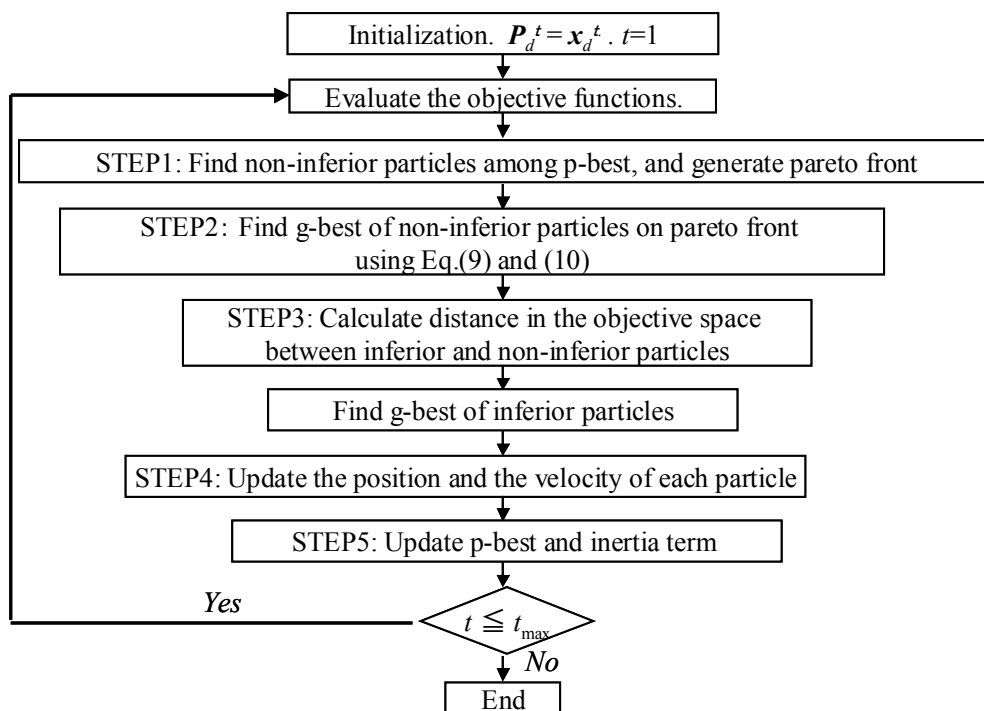 Initialization. P_d^t = x_d^t . t=1
Evaluate the objective functions.
STEP1: Find non-inferior particles among p-best, and generate pareto front
STEP2: Find g-best of non-inferior particles on pareto front
using Eq.(9) and (10)
STEP3: Calculate distance in the objective space
between inferior and non-inferior particles
Find g-best of inferior particles
STEP4: Update the position and the velocity of each particle
STEP5: Update p-best and inertia term
Yes
t ≦ t_max
No
End